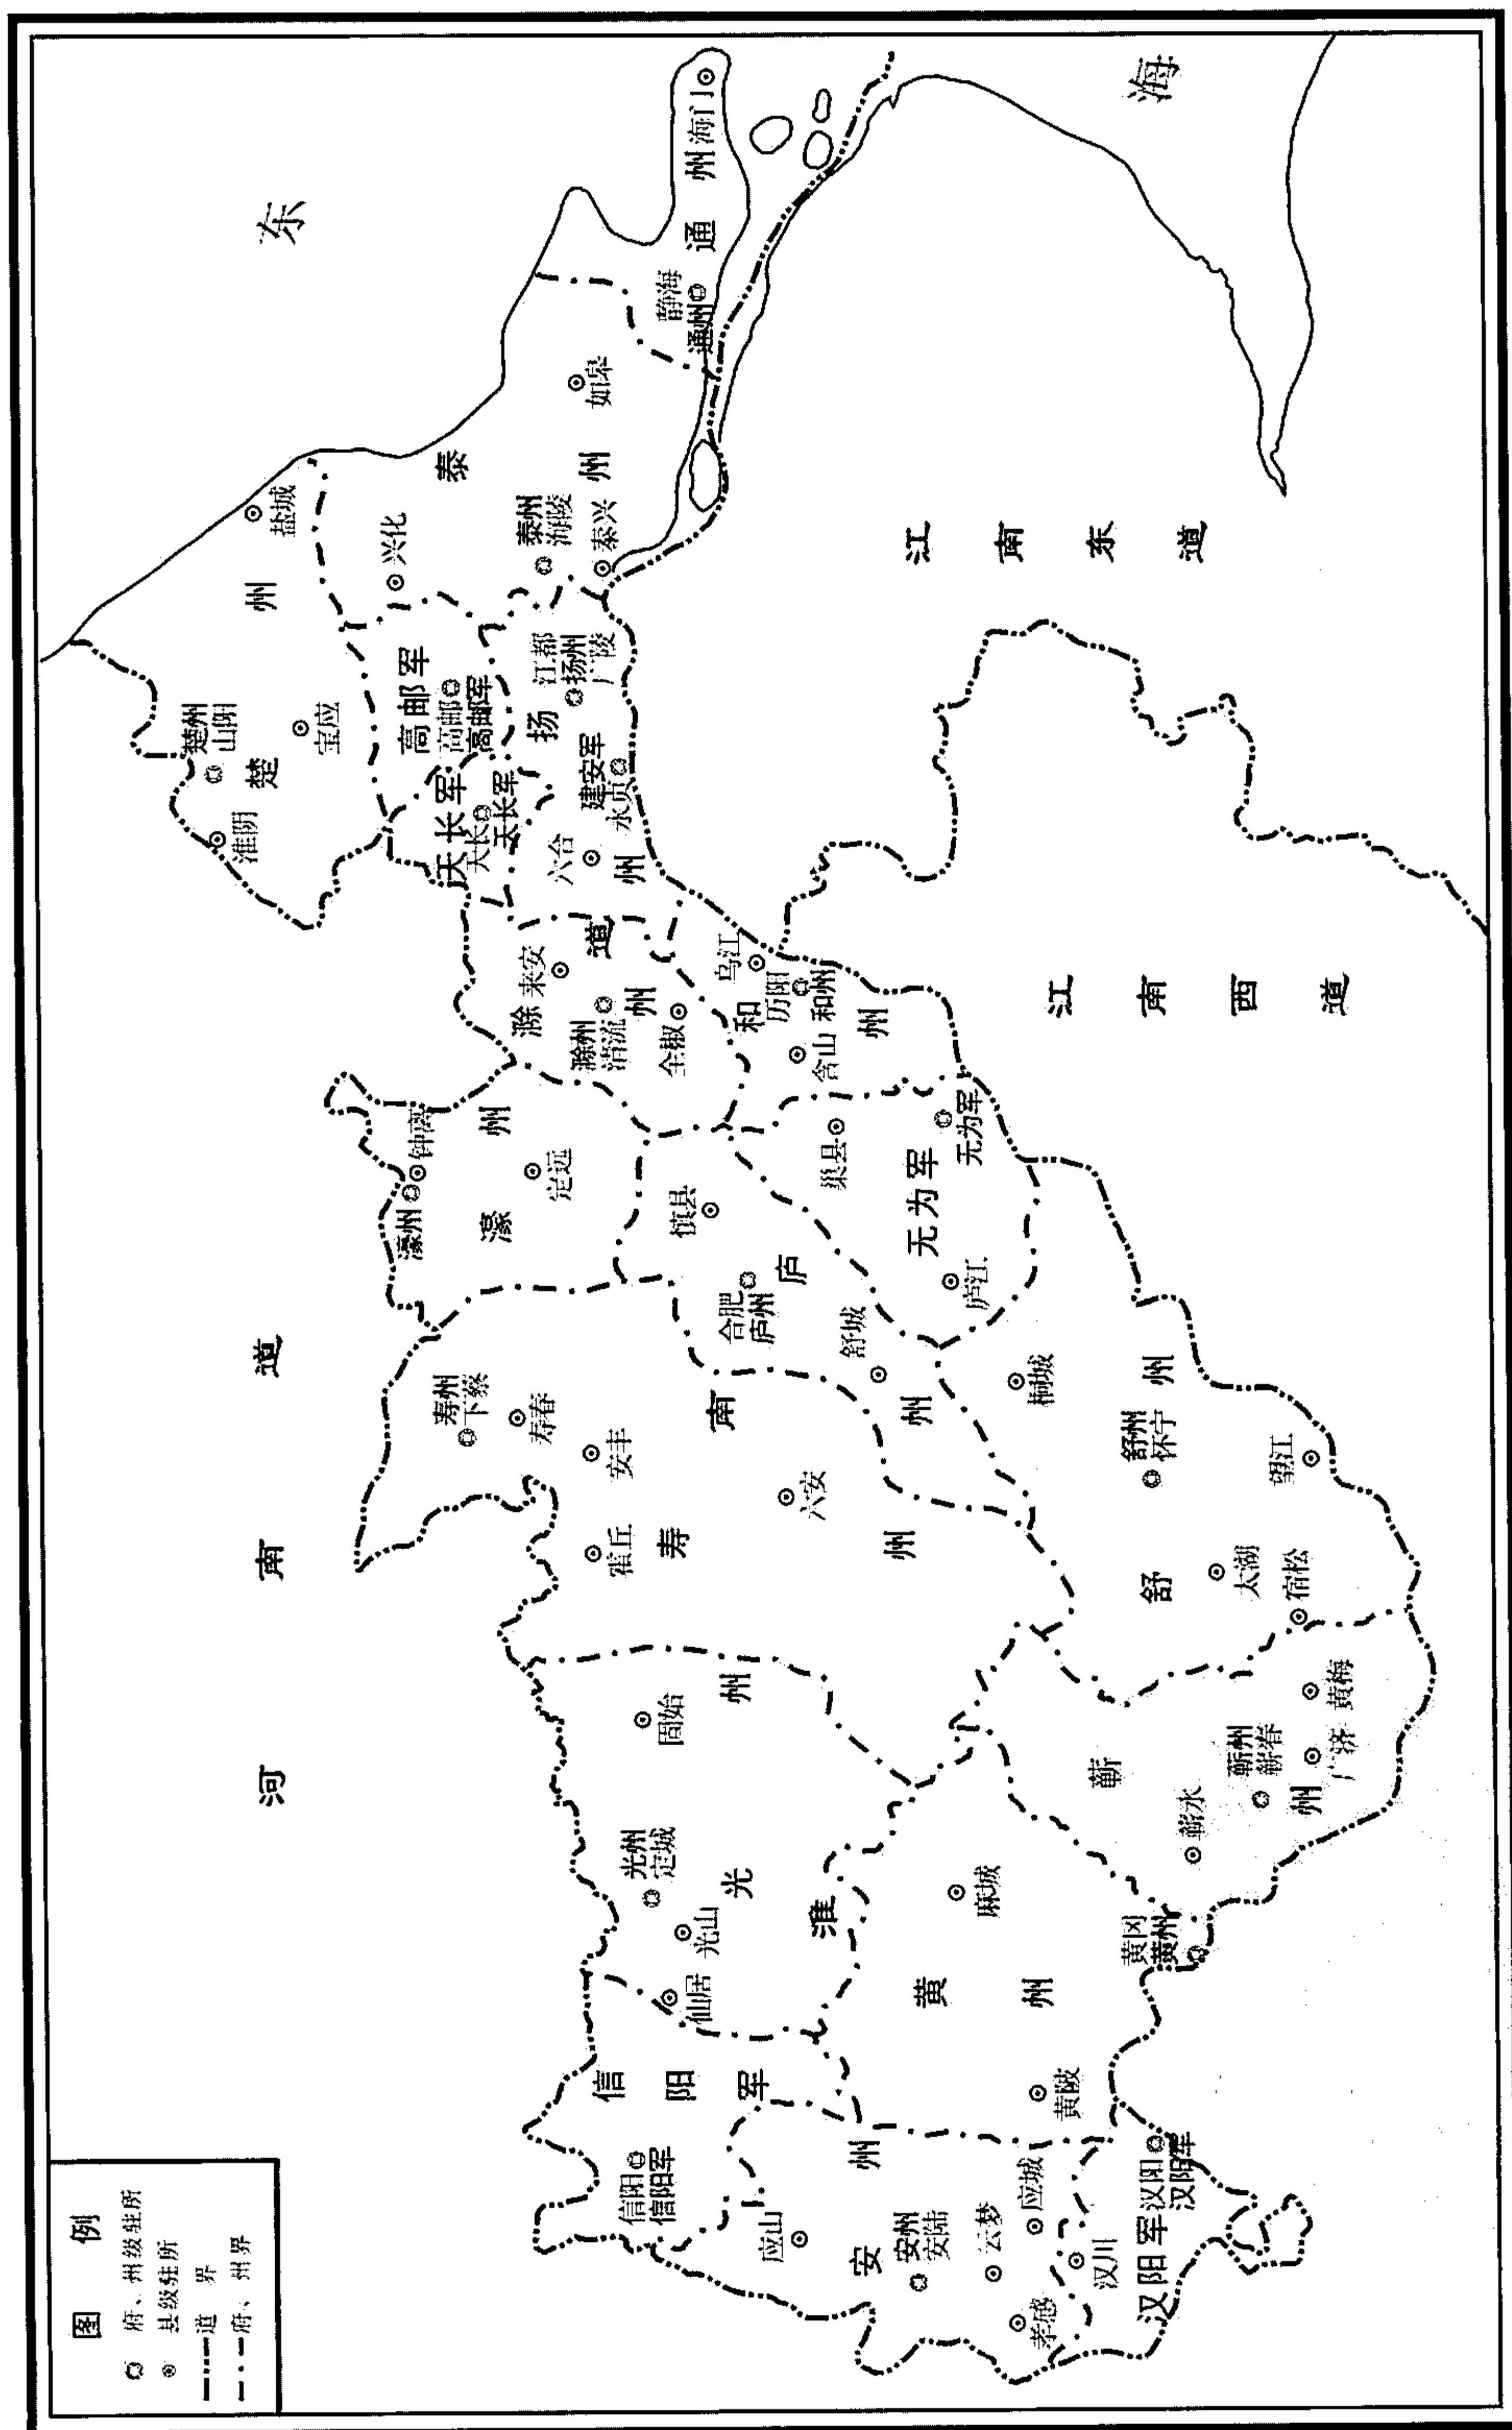 图 例
府、州级驻所
县级驻所
道 界
府、州界
河 南 道
东
海
淮 南 道
江 南 东 道
江 南 西 道
信 阳 军
信阳
信阳军
安 州
应山
安州
安陆
云梦
应城
孝感
汉川
汉阳军
汉阳
汉阳军
光 州
光州
定城
光山
仙居
固始
黄 州
麻城
黄陂
黄冈
黄州
蕲 州
蕲州
蕲春
蕲水
广济
黄梅
寿 州
寿州
下蔡
寿春
安丰
霍丘
六安
舒 州
舒州
怀宁
桐城
望江
太湖
宿松
庐 州
合肥
庐州
慎县
舒城
无为军
无为军
巢县
庐江
濠 州
濠州
钟离
定远
滁 州
滁州
清流
来安
全椒
和 州
乌江
历阳
和州
含山
扬 州
江都
扬州
广陵
六合
建安军
永贞
天长军
天长
天长军
高邮军
高邮
高邮军
楚 州
楚州
山阳
淮阴
宝应
盐城
泰 州
泰州
海陵
兴化
泰兴
如皋
通 州
静海
通州
海门